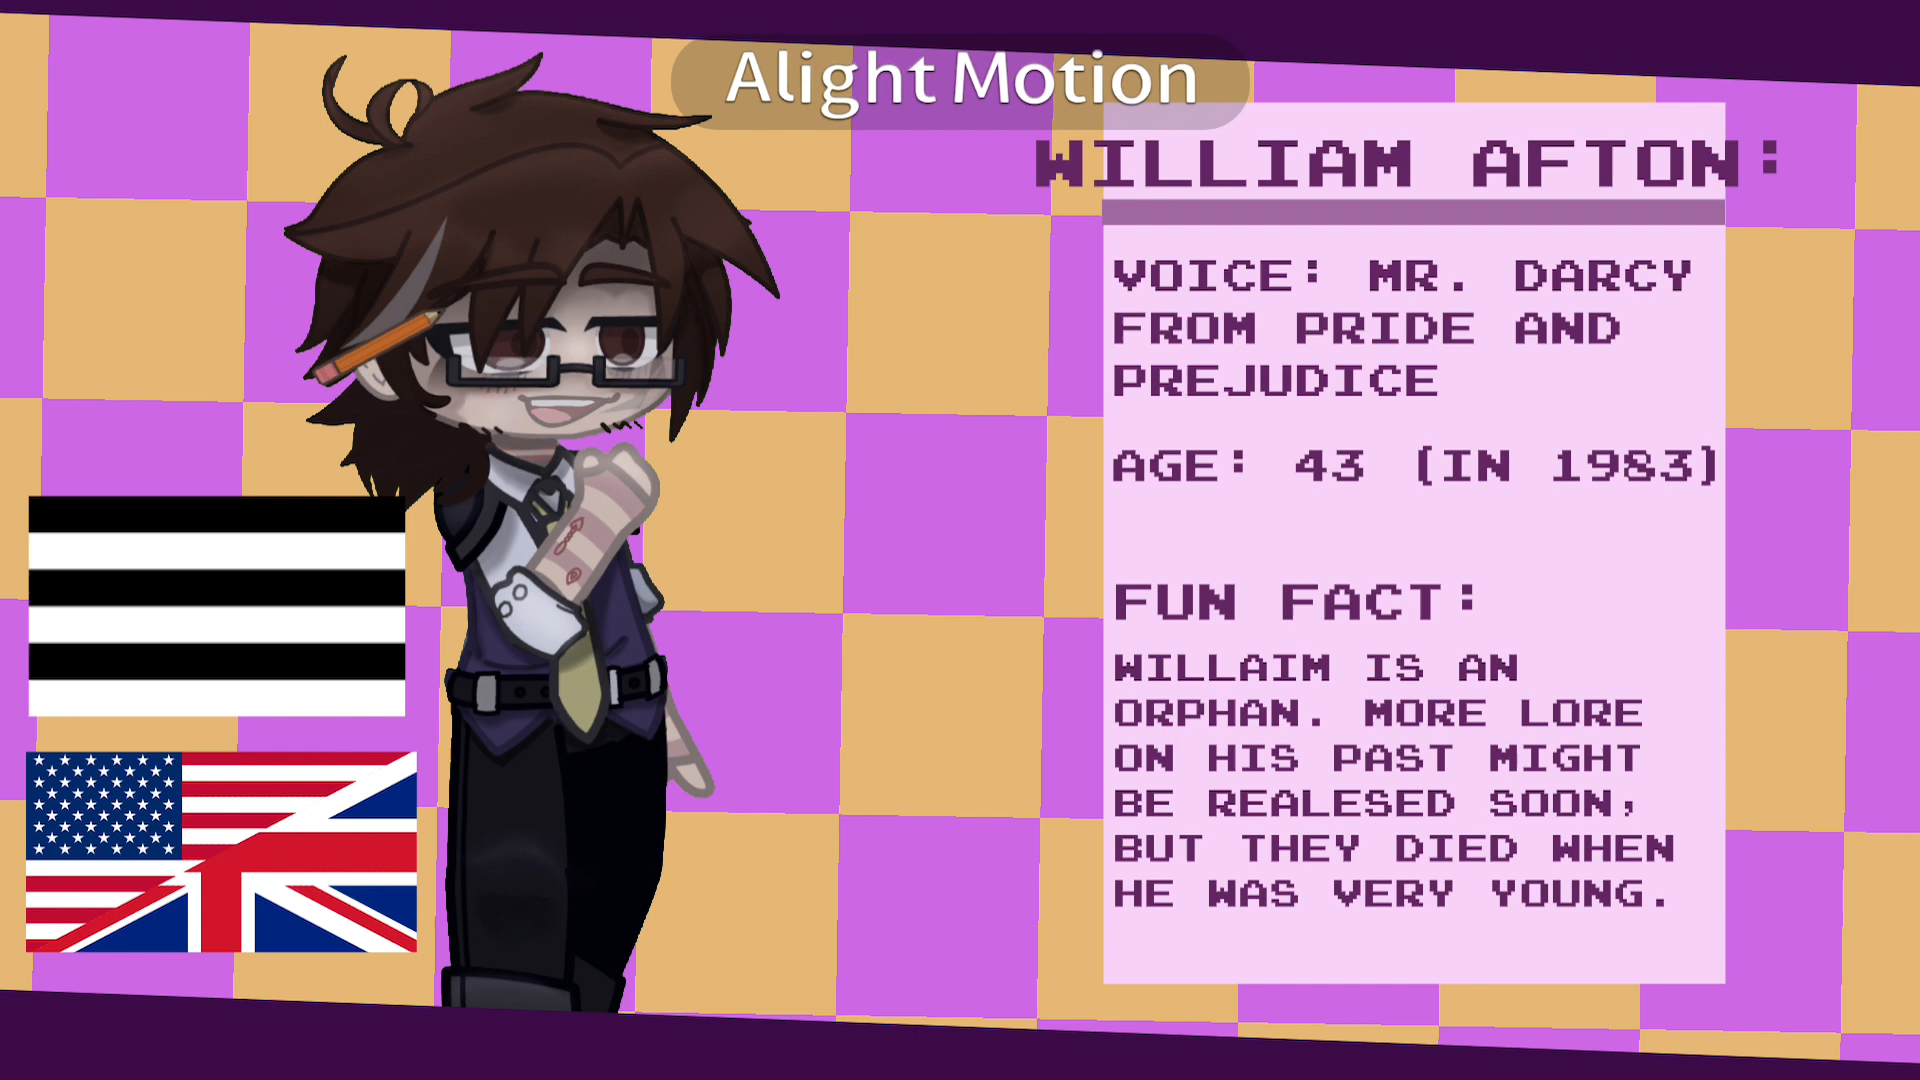 Alight Motion
WILLIAM AFTON:
VOICE: MR. DARCY
FROM PRIDE AND
PREJUDICE
AGE: 43 (IN 1983)
FUN FACT:
WILLAIM IS AN
ORPHAN. MORE LORE
ON HIS PAST MIGHT
BE REALESED SOON,
BUT THEY DIED WHEN
HE WAS VERY YOUNG.